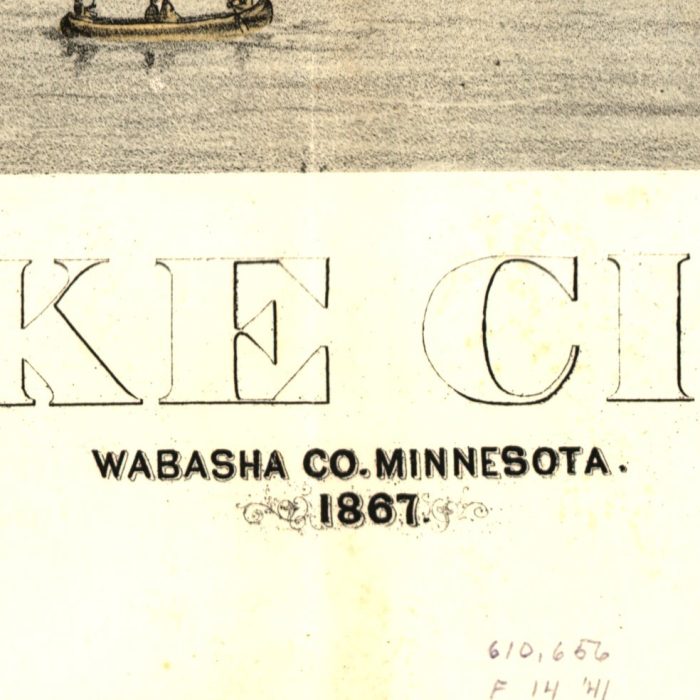 KE CI
WABASHA CO. MINNESOTA.
1867.
610,656
F 14 '41